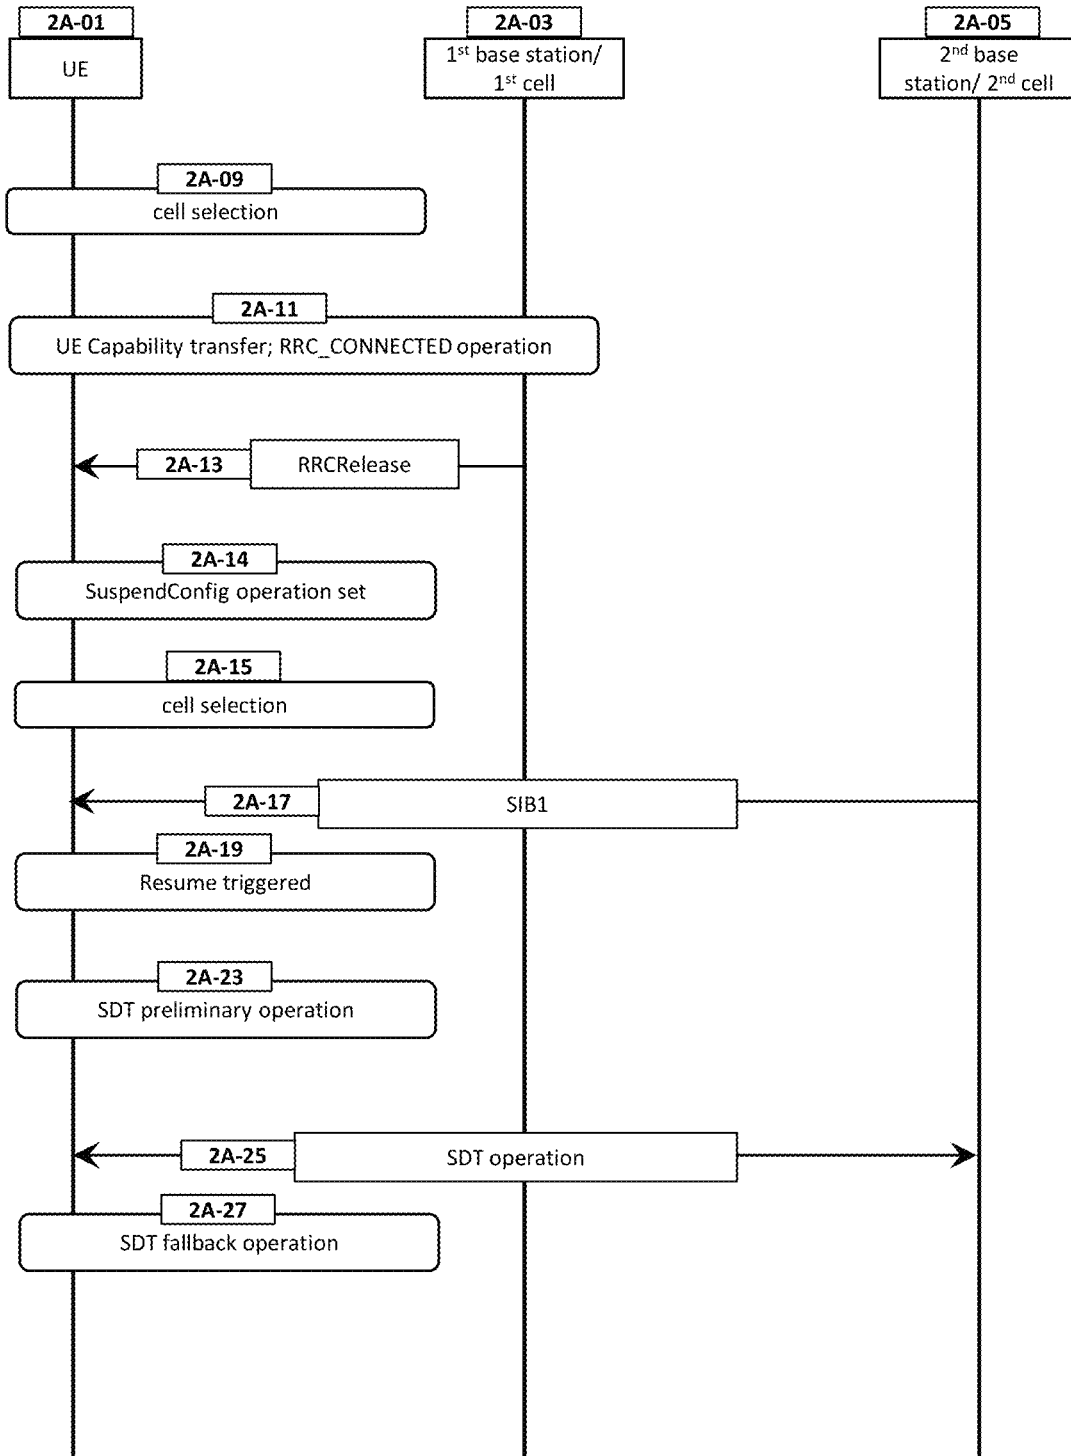 2A-01
2A-03
2A-05
UE
1st base station/
1st cell
2nd base
station/ 2nd cell
2A-09
cell selection
2A-11
UE Capability transfer; RRC_CONNECTED operation
2A-13
RRCRelease
2A-14
SuspendConfig operation set
2A-15
cell selection
2A-17
SIB1
2A-19
Resume triggered
2A-23
SDT preliminary operation
2A-25
SDT operation
2A-27
SDT fallback operation